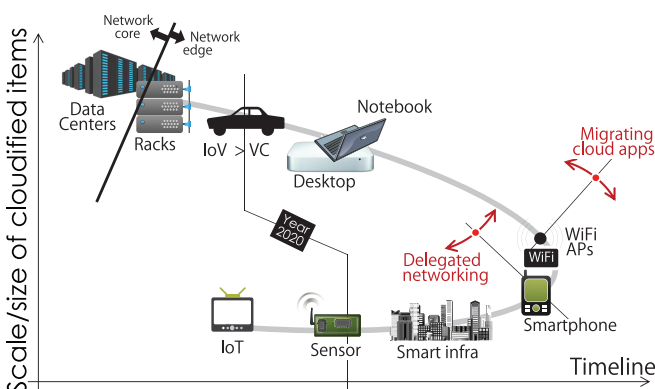 Scale/size of cloudified items
Network
core
Network
edge
Data
Centers
Racks
IoV > VC
Notebook
Desktop
Migrating
cloud apps
Year
2020
WiFi
APs
WiFi
Delegated
networking
Smartphone
IoT
Sensor
Smart infra
Timeline